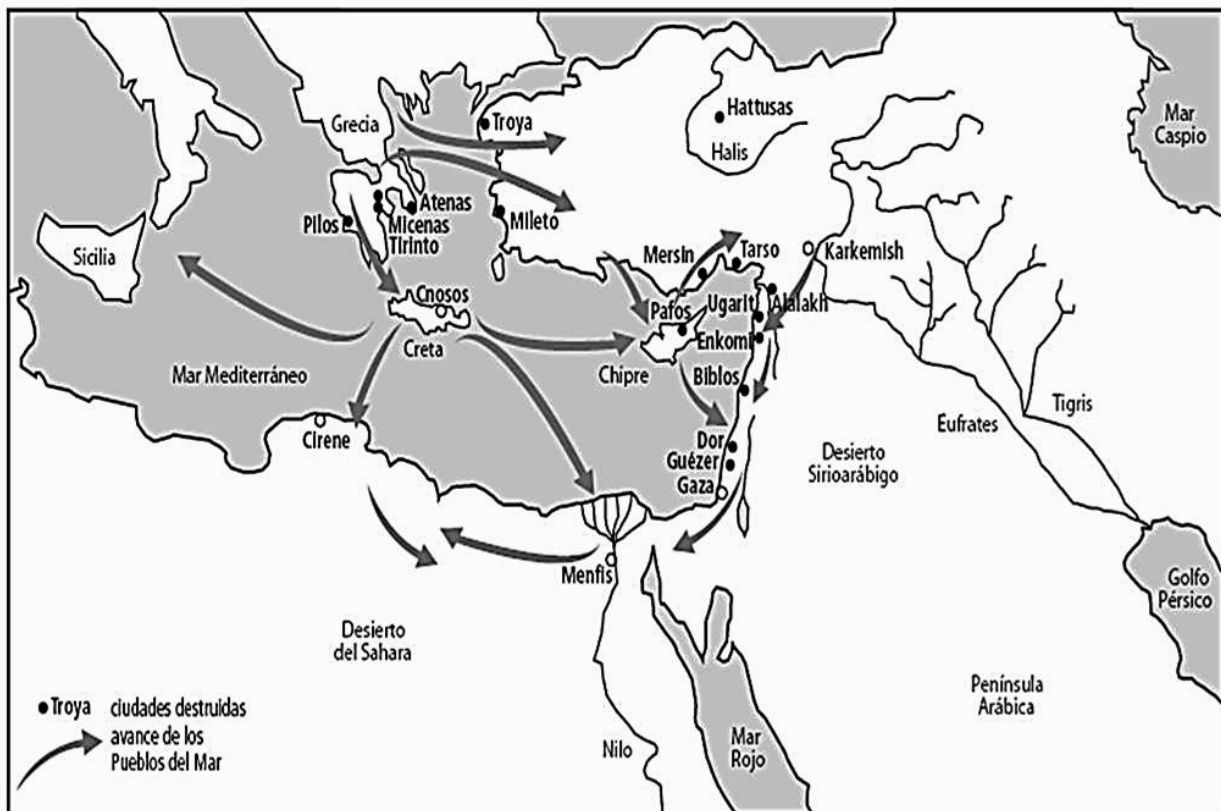 Grecia
Troya
Hattusas
Halis
Mar
Caspio
Atenas
Micenas
Tirinto
Pilos
Mileto
Sicilia
Mersin
Tarso
Karkemish
Cnosos
Creta
Pafos
Ugarit
Alalakh
Enkomi
Chipre
Biblos
Mar Mediterráneo
Cirene
Dor
Guézer
Gaza
Desierto
Sirioarábigo
Éufrates
Tigris
Menfis
Golfo
Pérsico
Desierto
del Sahara
Península
Arábica
Nilo
Mar
Rojo
Troya ciudades destruidas
avance de los
Pueblos del Mar